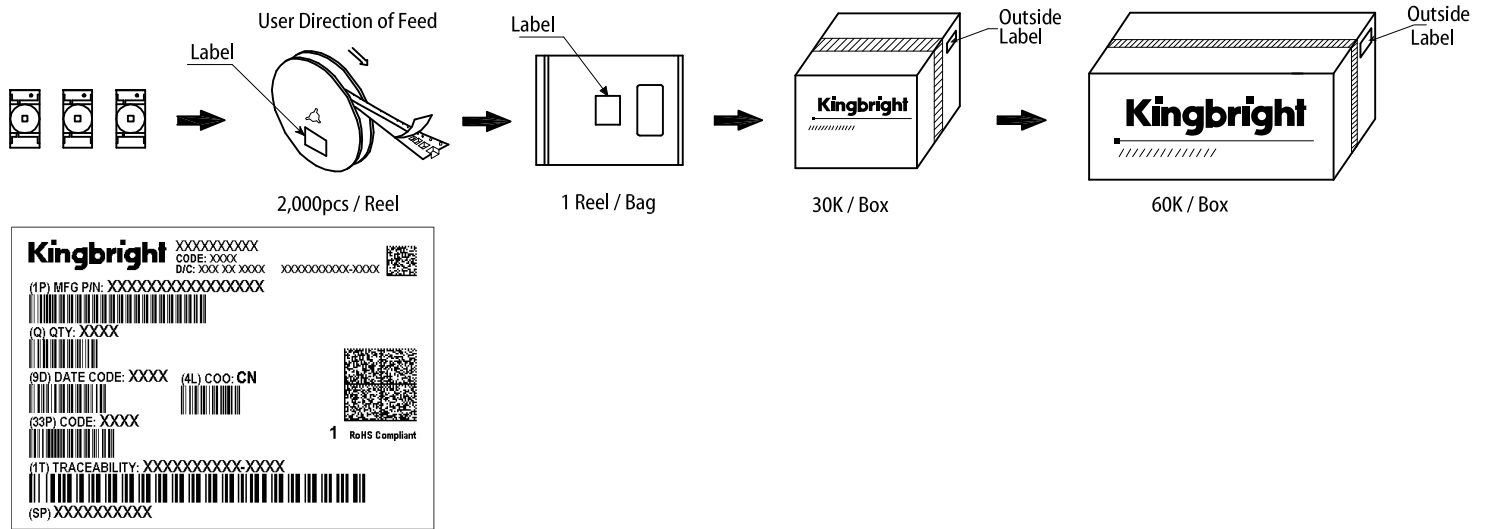 User Direction of Feed
Label
2,000pcs / Reel
Label
1 Reel / Bag
Outside
Label
Kingbright
30K / Box
Outside
Label
Kingbright
60K / Box
Kingbright
XXXXXXXXXX
CODE: XXXX
D/C: XXX XX XXXX XXXXXXXXXX-XXXX
(1P) MFG P/N: XXXXXXXXXXXXXXXX
(Q) QTY: XXXX
(9D) DATE CODE: XXXX (4L) COO: CN
(33P) CODE: XXXX
1 RoHS Compliant
(1T) TRACEABILITY: XXXXXXXXXX-XXXX
(SP) XXXXXXXXXX